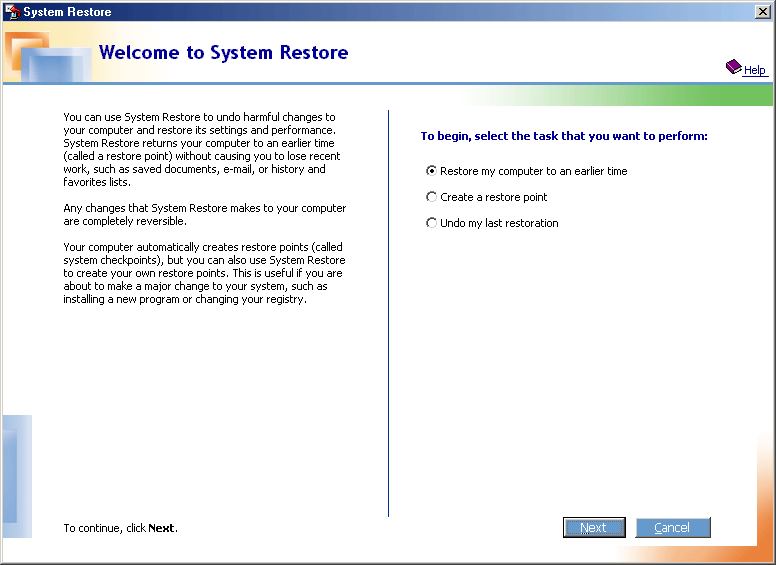 System Restore
Welcome to System Restore
Help
You can use System Restore to undo harmful changes to
your computer and restore its settings and performance.
System Restore returns your computer to an earlier time
(called a restore point) without causing you to lose recent
work, such as saved documents, e-mail, or history and
favorites lists.
Any changes that System Restore makes to your computer
are completely reversible.
Your computer automatically creates restore points (called
system checkpoints), but you can also use System Restore
to create your own restore points. This is useful if you are
about to make a major change to your system, such as
installing a new program or changing your registry.
To begin, select the task that you want to perform:
Restore my computer to an earlier time
Create a restore point
Undo my last restoration
To continue, click Next.
Next
Cancel